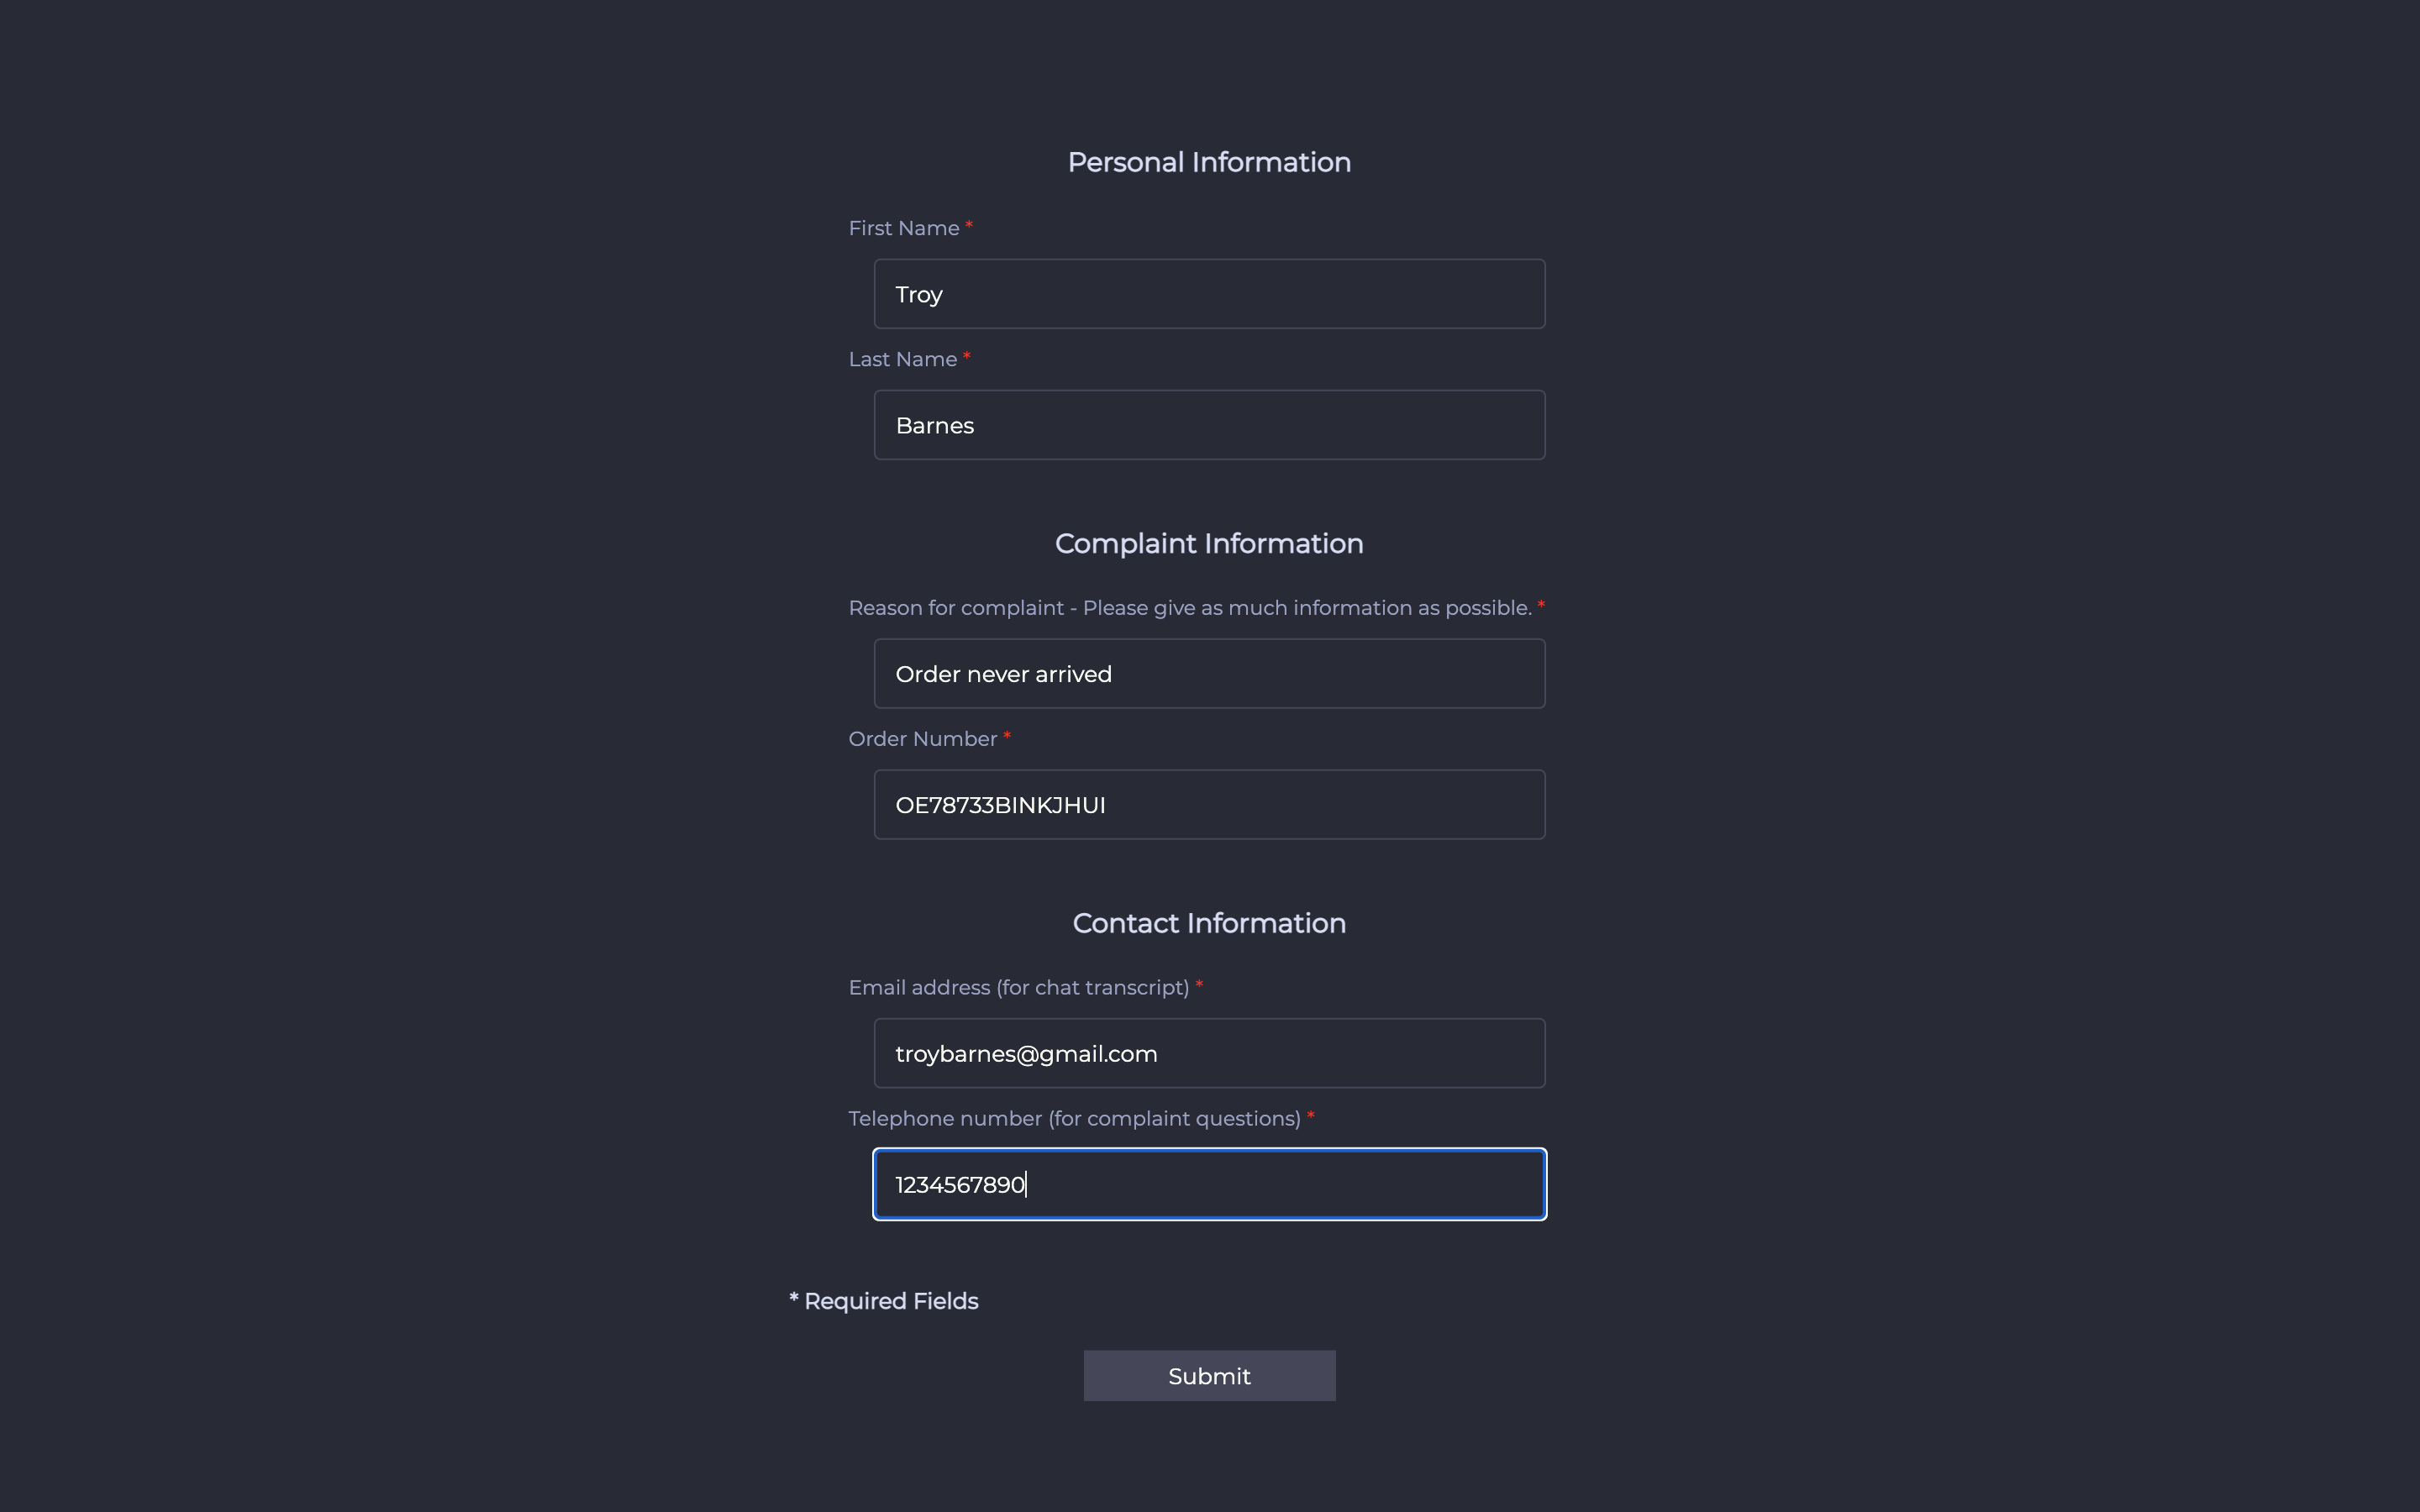 Personal Information
First Name *
Troy
Last Name *
Barnes
Complaint Information
Reason for complaint - Please give as much information as possible. *
Order never arrived
Order Number *
OE78733BINKJHUI
Contact Information
Email address (for chat transcript) *
troybarnes@gmail.com
Telephone number (for complaint questions) *
1234567890
* Required Fields
Submit